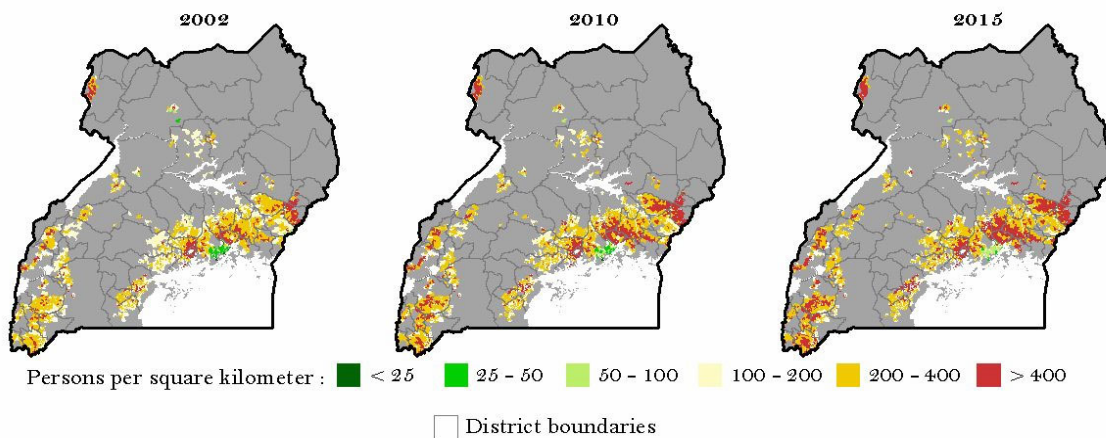 2002 2010 2015
Persons per square kilometer : < 25 25 - 50 50 - 100 100 - 200 200 - 400 > 400
District boundaries